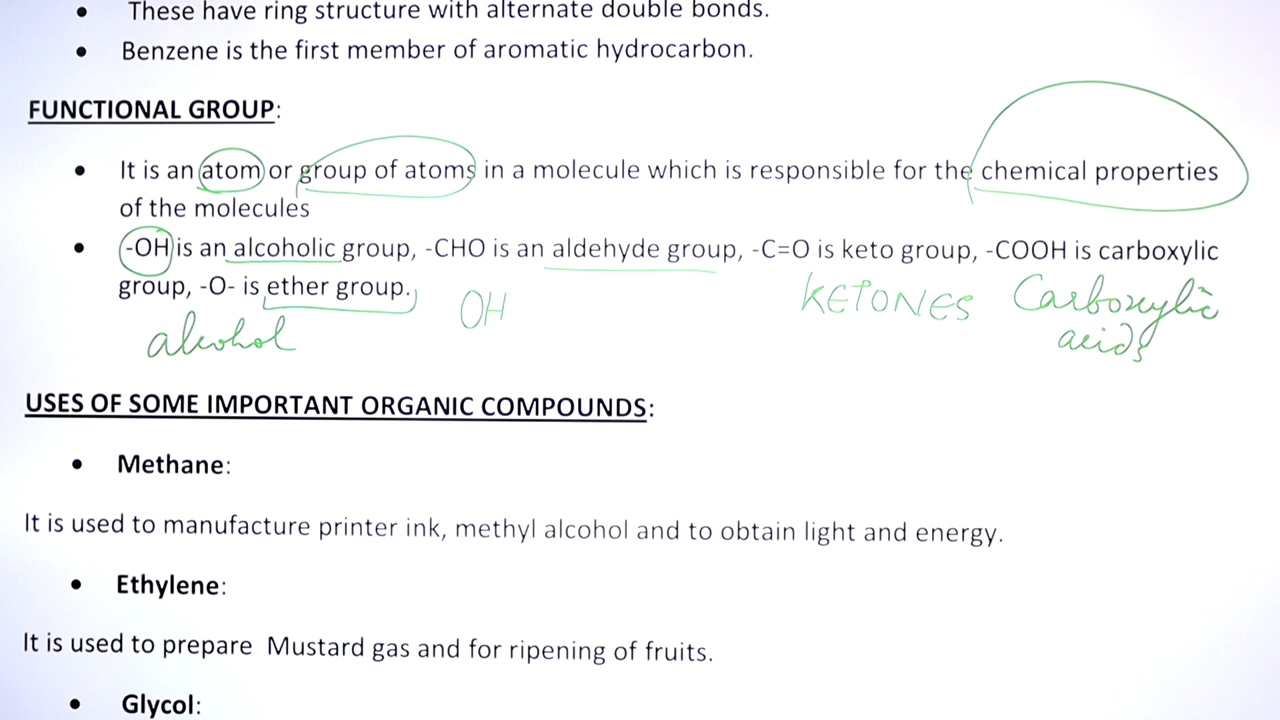 • These have ring structure with alternate double bonds.
• Benzene is the first member of aromatic hydrocarbon.
FUNCTIONAL GROUP:
• It is an atom or group of atoms in a molecule which is responsible for the chemical properties
of the molecules
• -OH is an alcoholic group, -CHO is an aldehyde group, -C=O is keto group, -COOH is carboxylic
group, -O- is ether group.
OH
KETONES
Carboxylic
acids
alcohol
USES OF SOME IMPORTANT ORGANIC COMPOUNDS:
• Methane:
It is used to manufacture printer ink, methyl alcohol and to obtain light and energy.
• Ethylene:
It is used to prepare Mustard gas and for ripening of fruits.
• Glycol: